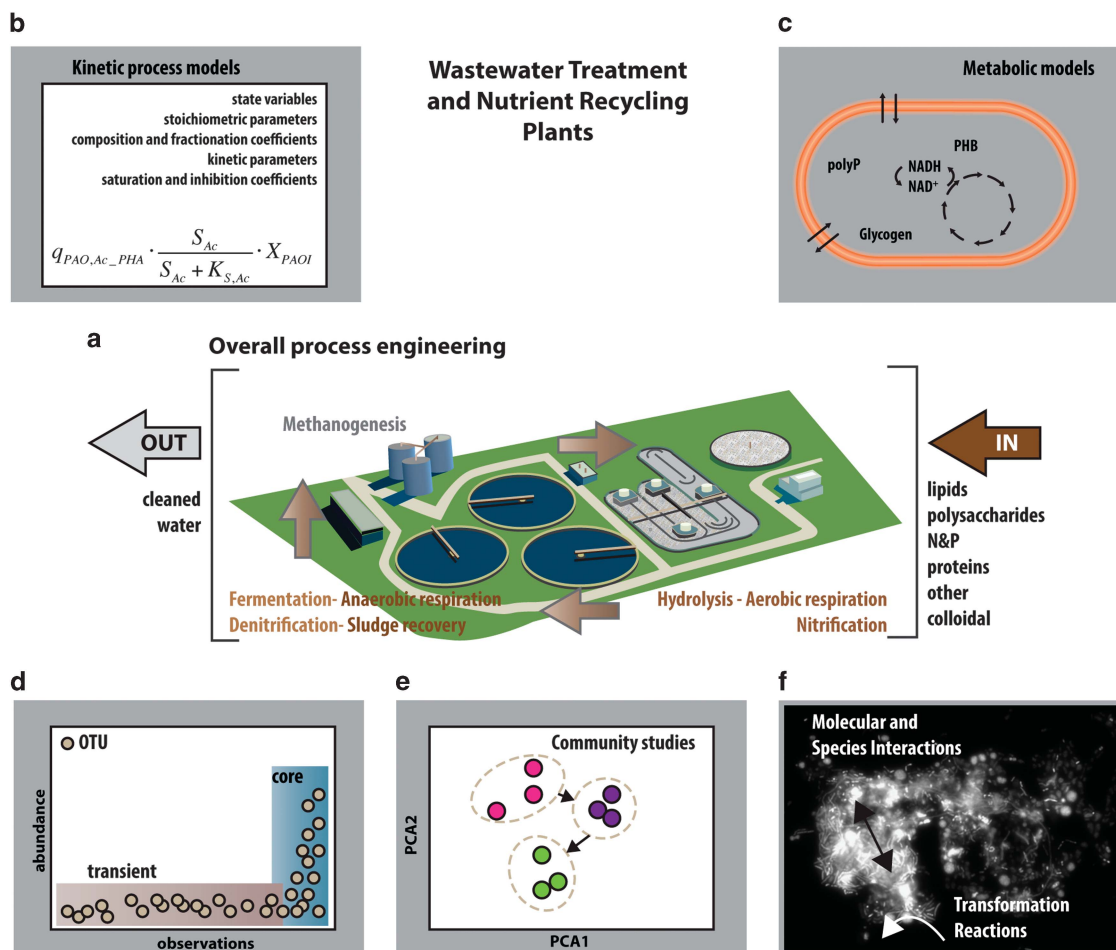 b
Kinetic process models
state variables
stoichiometric parameters
composition and fractionation coefficients
kinetic parameters
saturation and inhibition coefficients
q_{PAO,Ac_PHA} · \frac{S_{Ac}}{S_{Ac} + K_{S,Ac}} · X_{PAOI}
Wastewater Treatment
and Nutrient Recycling
Plants
c
Metabolic models
polyP
PHB
NADH
NAD⁺
Glycogen
a
Overall process engineering
OUT
cleaned
water
Methanogenesis
Fermentation- Anaerobic respiration
Denitrification- Sludge recovery
Hydrolysis - Aerobic respiration
Nitrification
IN
lipids
polysaccharides
N&P
proteins
other
colloidal
d
OTU
core
transient
abundance
observations
e
Community studies
PCA2
PCA1
f
Molecular and
Species Interactions
Transformation
Reactions